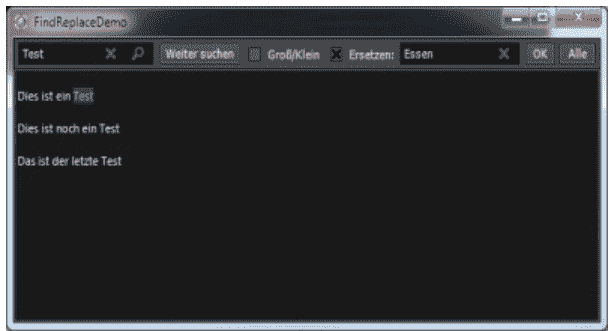 FindReplaceDemo
Test Weiter suchen Groß/Klein Ersetzen: Essen OK Alle
Dies ist ein Test
Dies ist noch ein Test
Das ist der letzte Test